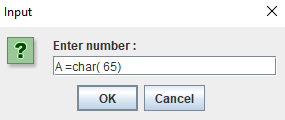 Input
Enter number :
A =char( 65)
OK Cancel